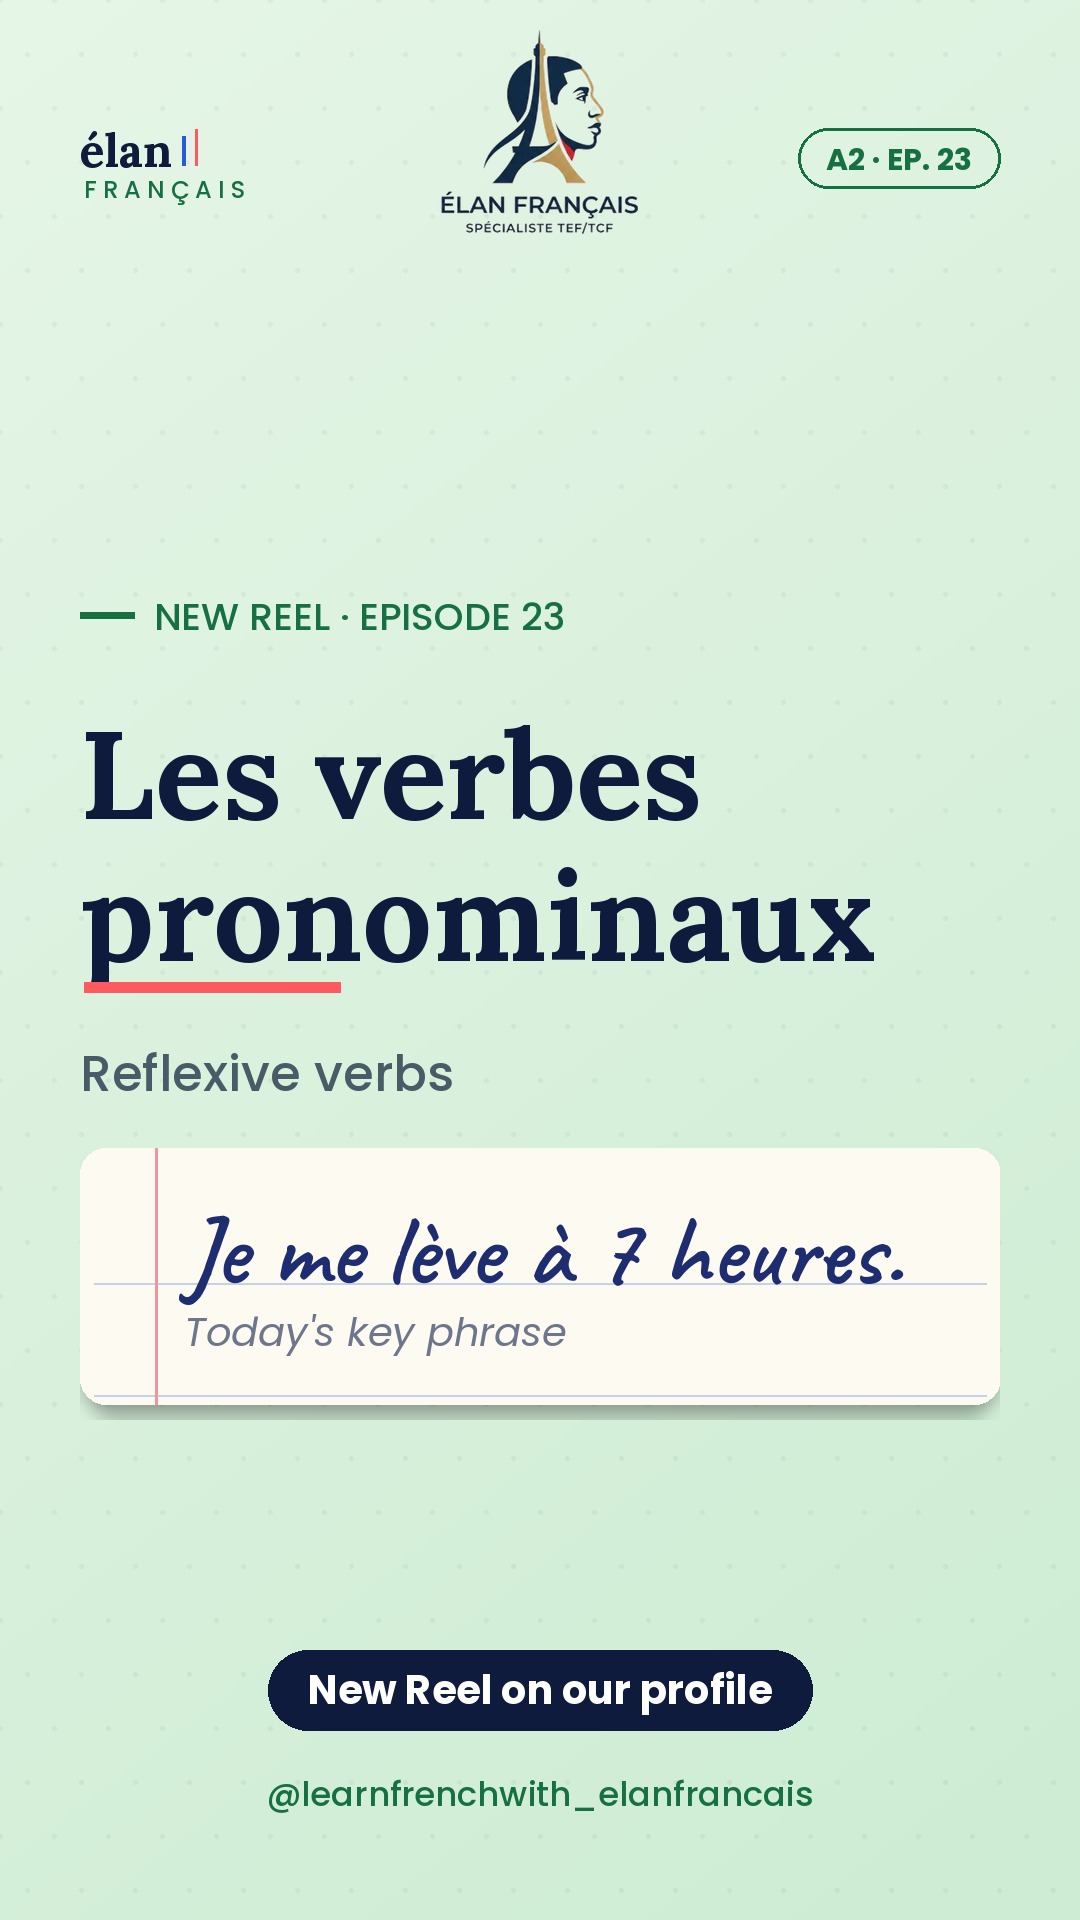 élan
FRANÇAIS
ÉLAN FRANÇAIS
SPÉCIALISTE TEF/TCF
A2 · EP. 23
NEW REEL · EPISODE 23
Les verbes
pronominaux
Reflexive verbs
Je me lève à 7 heures.
Today's key phrase
New Reel on our profile
@learnfrenchwith_elanfrancais